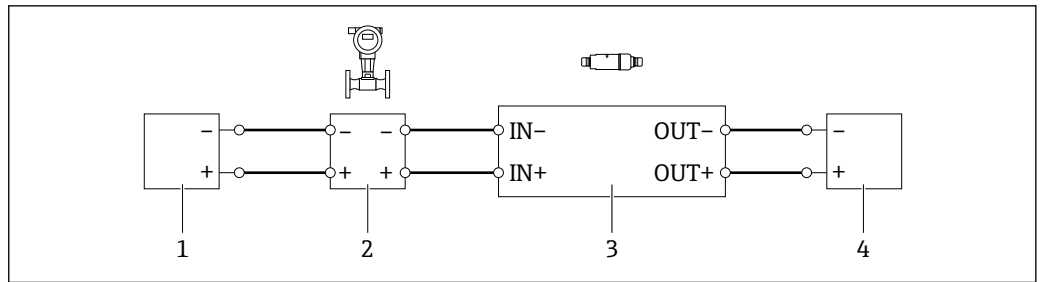 − − − IN− OUT− −
+ + + IN+ OUT+ +
1 2 3 4